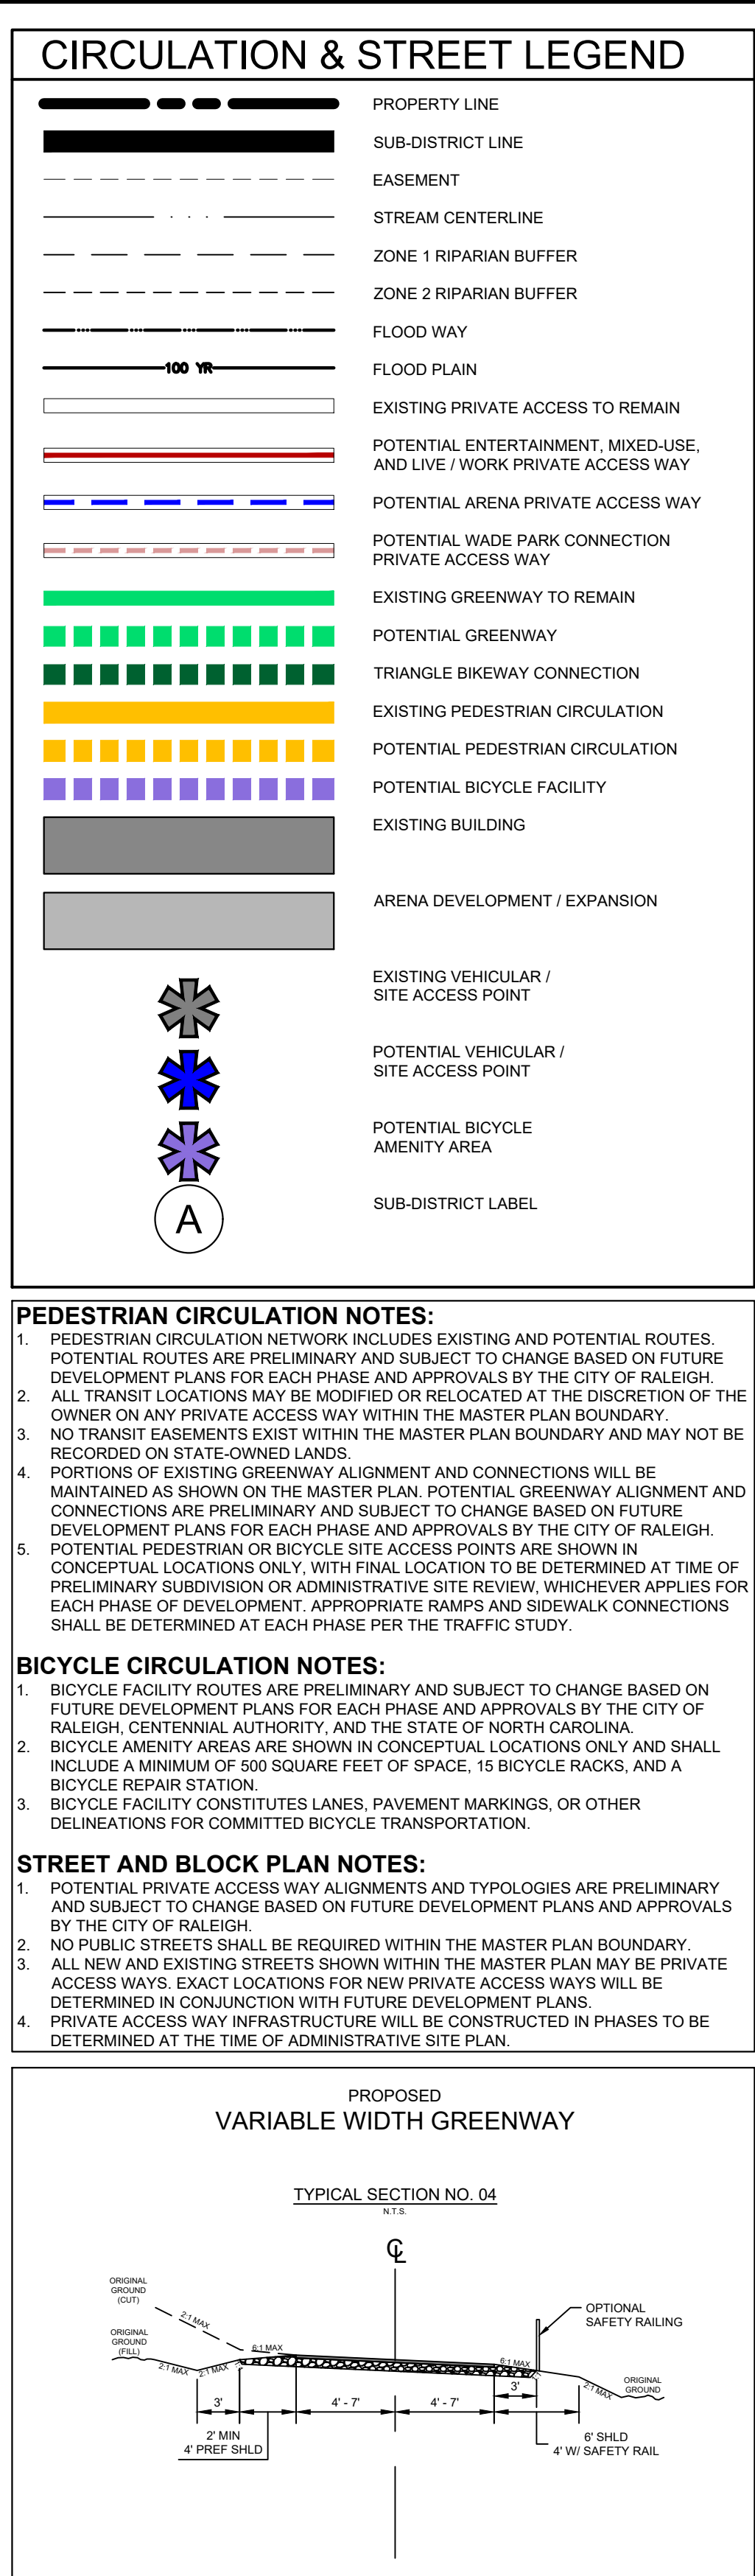 CIRCULATION & STREET LEGEND
PROPERTY LINE
SUB-DISTRICT LINE
EASEMENT
STREAM CENTERLINE
ZONE 1 RIPARIAN BUFFER
ZONE 2 RIPARIAN BUFFER
FLOOD WAY
100 YR
FLOOD PLAIN
EXISTING PRIVATE ACCESS TO REMAIN
POTENTIAL ENTERTAINMENT, MIXED-USE,
AND LIVE / WORK PRIVATE ACCESS WAY
POTENTIAL ARENA PRIVATE ACCESS WAY
POTENTIAL WADE PARK CONNECTION
PRIVATE ACCESS WAY
EXISTING GREENWAY TO REMAIN
POTENTIAL GREENWAY
TRIANGLE BIKEWAY CONNECTION
EXISTING PEDESTRIAN CIRCULATION
POTENTIAL PEDESTRIAN CIRCULATION
POTENTIAL BICYCLE FACILITY
EXISTING BUILDING
ARENA DEVELOPMENT / EXPANSION
EXISTING VEHICULAR /
SITE ACCESS POINT
POTENTIAL VEHICULAR /
SITE ACCESS POINT
POTENTIAL BICYCLE
AMENITY AREA
A
SUB-DISTRICT LABEL
PEDESTRIAN CIRCULATION NOTES:
1. PEDESTRIAN CIRCULATION NETWORK INCLUDES EXISTING AND POTENTIAL ROUTES.
POTENTIAL ROUTES ARE PRELIMINARY AND SUBJECT TO CHANGE BASED ON FUTURE
DEVELOPMENT PLANS FOR EACH PHASE AND APPROVALS BY THE CITY OF RALEIGH.
2. ALL TRANSIT LOCATIONS MAY BE MODIFIED OR RELOCATED AT THE DISCRETION OF THE
OWNER ON ANY PRIVATE ACCESS WAY WITHIN THE MASTER PLAN BOUNDARY.
3. NO TRANSIT EASEMENTS EXIST WITHIN THE MASTER PLAN BOUNDARY AND MAY NOT BE
RECORDED ON STATE-OWNED LANDS.
4. PORTIONS OF EXISTING GREENWAY ALIGNMENT AND CONNECTIONS WILL BE
MAINTAINED AS SHOWN ON THE MASTER PLAN. POTENTIAL GREENWAY ALIGNMENT AND
CONNECTIONS ARE PRELIMINARY AND SUBJECT TO CHANGE BASED ON FUTURE
DEVELOPMENT PLANS FOR EACH PHASE AND APPROVALS BY THE CITY OF RALEIGH.
5. POTENTIAL PEDESTRIAN OR BICYCLE SITE ACCESS POINTS ARE SHOWN IN
CONCEPTUAL LOCATIONS ONLY, WITH FINAL LOCATION TO BE DETERMINED AT TIME OF
PRELIMINARY SUBDIVISION OR ADMINISTRATIVE SITE REVIEW, WHICHEVER APPLIES FOR
EACH PHASE OF DEVELOPMENT. APPROPRIATE RAMPS AND SIDEWALK CONNECTIONS
SHALL BE DETERMINED AT EACH PHASE PER THE TRAFFIC STUDY.
BICYCLE CIRCULATION NOTES:
1. BICYCLE FACILITY ROUTES ARE PRELIMINARY AND SUBJECT TO CHANGE BASED ON
FUTURE DEVELOPMENT PLANS FOR EACH PHASE AND APPROVALS BY THE CITY OF
RALEIGH, CENTENNIAL AUTHORITY, AND THE STATE OF NORTH CAROLINA.
2. BICYCLE AMENITY AREAS ARE SHOWN IN CONCEPTUAL LOCATIONS ONLY AND SHALL
INCLUDE A MINIMUM OF 500 SQUARE FEET OF SPACE, 15 BICYCLE RACKS, AND A
BICYCLE REPAIR STATION.
3. BICYCLE FACILITY CONSTITUTES LANES, PAVEMENT MARKINGS, OR OTHER
DELINEATIONS FOR COMMITTED BICYCLE TRANSPORTATION.
STREET AND BLOCK PLAN NOTES:
1. POTENTIAL PRIVATE ACCESS WAY ALIGNMENTS AND TYPOLOGIES ARE PRELIMINARY
AND SUBJECT TO CHANGE BASED ON FUTURE DEVELOPMENT PLANS AND APPROVALS
BY THE CITY OF RALEIGH.
2. NO PUBLIC STREETS SHALL BE REQUIRED WITHIN THE MASTER PLAN BOUNDARY.
3. ALL NEW AND EXISTING STREETS SHOWN WITHIN THE MASTER PLAN MAY BE PRIVATE
ACCESS WAYS. EXACT LOCATIONS FOR NEW PRIVATE ACCESS WAYS WILL BE
DETERMINED IN CONJUNCTION WITH FUTURE DEVELOPMENT PLANS.
4. PRIVATE ACCESS WAY INFRASTRUCTURE WILL BE CONSTRUCTED IN PHASES TO BE
DETERMINED AT THE TIME OF ADMINISTRATIVE SITE PLAN.
PROPOSED
VARIABLE WIDTH GREENWAY
TYPICAL SECTION NO. 04
N.T.S.
℄
ORIGINAL
GROUND
(CUT)
2:1 MAX
OPTIONAL
SAFETY RAILING
ORIGINAL
GROUND
(FILL)
6:1 MAX
2:1 MAX
2:1 MAX
6:1 MAX
2:1 MAX
ORIGINAL
GROUND
3'
4' - 7'
4' - 7'
3'
2' MIN
4' PREF SHLD
6' SHLD
4' W/ SAFETY RAIL